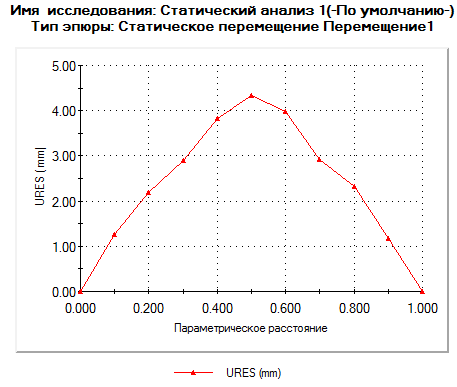 Имя исследования: Статический анализ 1(-По умолчанию-)
Тип эпюры: Статическое перемещение Перемещение1
5.00
4.00
3.00
2.00
1.00
0.00
URES (mm)
0.000 0.200 0.400 0.600 0.800 1.000
Параметрическое расстояние
URES (mm)